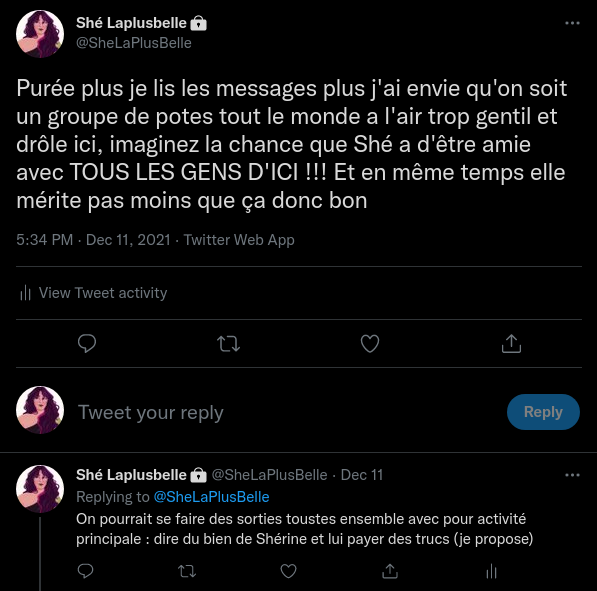 Shé Laplusbelle
@SheLaPlusBelle
Purée plus je lis les messages plus j'ai envie qu'on soit
un groupe de potes tout le monde a l'air trop gentil et
drôle ici, imaginez la chance que Shé a d'être amie
avec TOUS LES GENS D'ICI !!! Et en même temps elle
mérite pas moins que ça donc bon
5:34 PM · Dec 11, 2021 · Twitter Web App
View Tweet activity
Tweet your reply
Reply
Shé Laplusbelle @SheLaPlusBelle · Dec 11
Replying to @SheLaPlusBelle
On pourrait se faire des sorties toustes ensemble avec pour activité
principale : dire du bien de Shérine et lui payer des trucs (je propose)